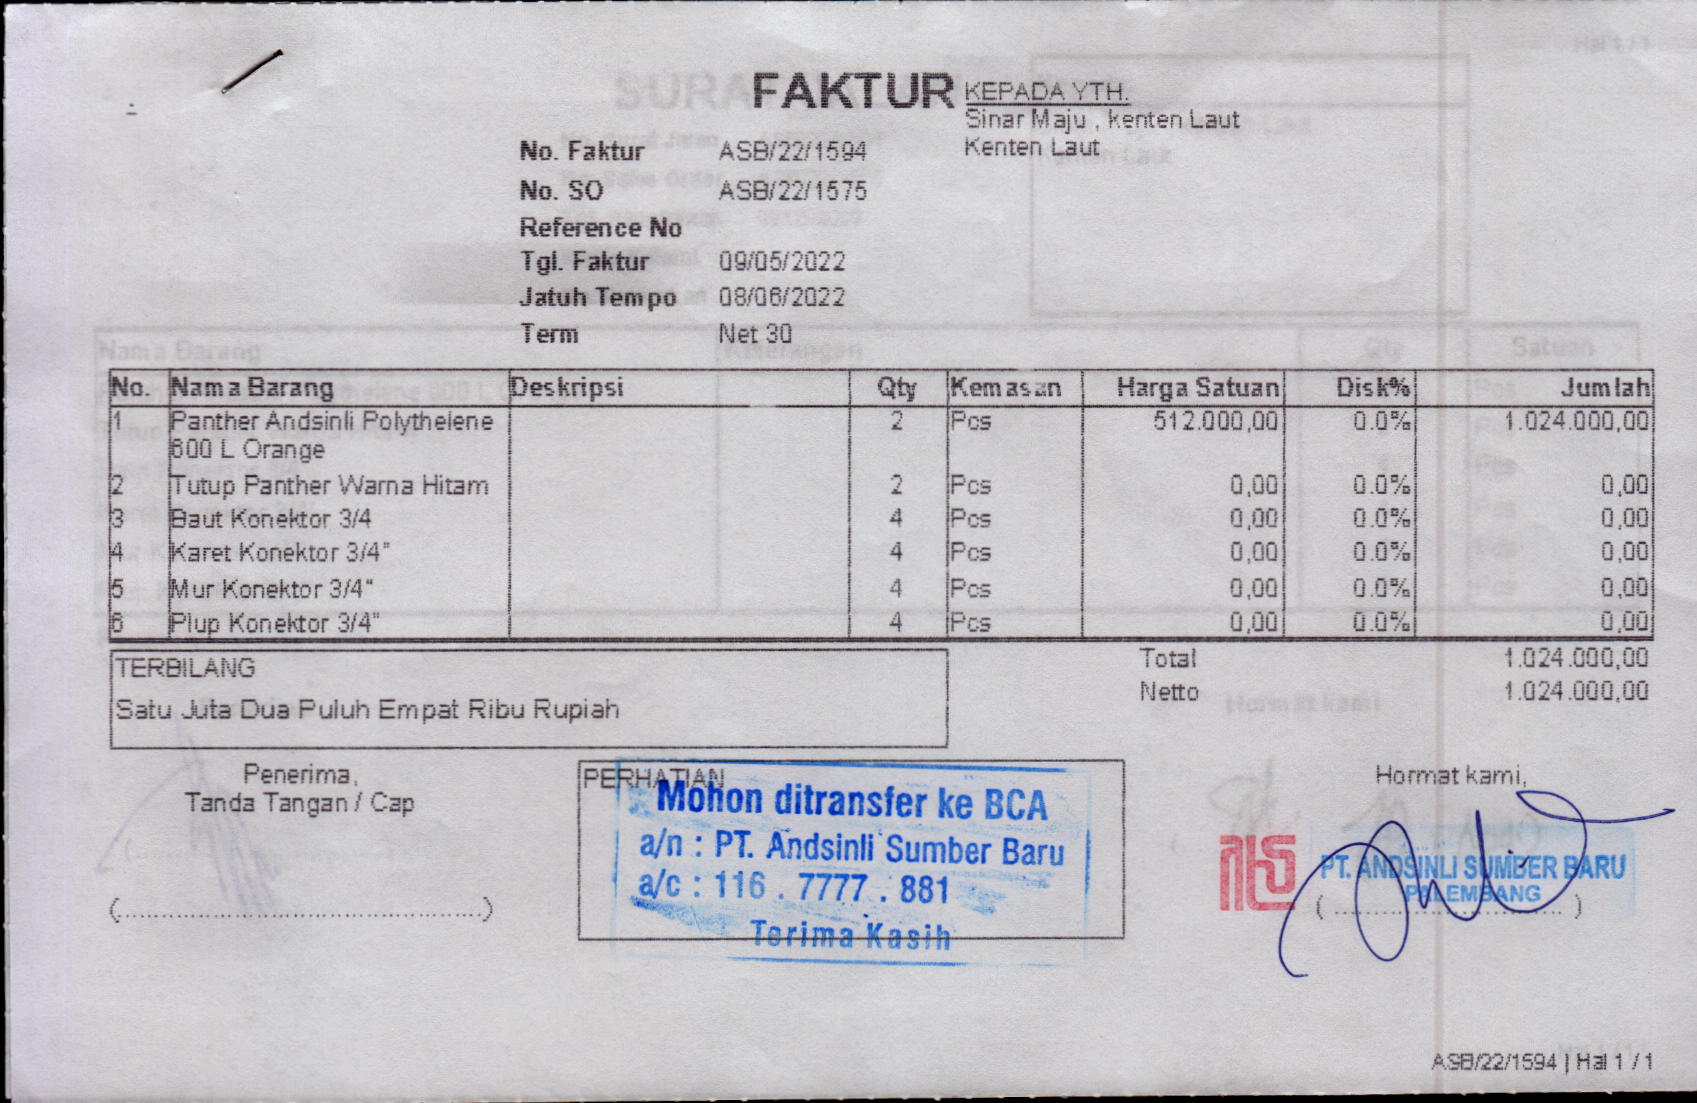 FAKTUR
KEPADA YTH.
Sinar Maju , kenten Laut
Kenten Laut
No. Faktur ASB/22/1594
No. SO ASB/22/1575
Reference No
Tgl. Faktur 09/05/2022
Jatuh Tempo 08/06/2022
Term Net 30
No. Nama Barang Deskripsi Qty Kemasan Harga Satuan Disk% Jumlah
1 Panther Andsinli Polythelene 2 Pcs 512.000,00 0.0% 1.024.000,00
600 L Orange
2 Tutup Panther Warna Hitam 2 Pcs 0,00 0.0% 0,00
3 Baut Konektor 3/4 4 Pcs 0,00 0.0% 0,00
4 Karet Konektor 3/4" 4 Pcs 0,00 0.0% 0,00
5 Mur Konektor 3/4" 4 Pcs 0,00 0.0% 0,00
6 Plup Konektor 3/4" 4 Pcs 0,00 0.0% 0,00
TERBILANG
Satu Juta Dua Puluh Empat Ribu Rupiah
Total 1.024.000,00
Netto 1.024.000,00
Penerima,
Tanda Tangan / Cap
(................................................)
PERHATIAN
Mohon ditransfer ke BCA
a/n : PT. Andsinli Sumber Baru
a/c : 116 . 7777 . 881
Terima Kasih
Hormat kami,
PT. ANDSINLI SUMBER BARU
PALEMBANG
( .............................. )
ASB/22/1594 | Hal 1 / 1